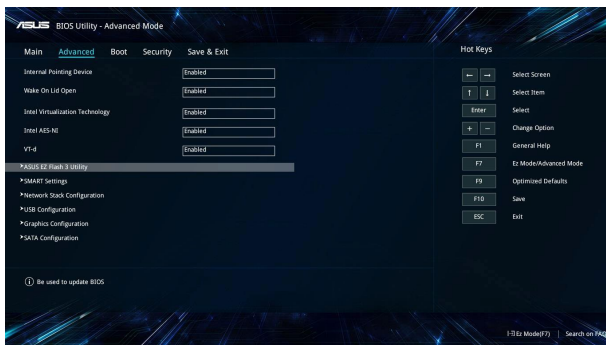 ASUS BIOS Utility - Advanced Mode
Main Advanced Boot Security Save & Exit
Internal Pointing Device Enabled
Wake On Lid Open Enabled
Intel Virtualization Technology Enabled
Intel AES-NI Enabled
VT-d Enabled
ASUS EZ Flash 3 Utility
SMART Settings
Network Stack Configuration
USB Configuration
Graphics Configuration
SATA Configuration
Be used to update BIOS
Hot Keys
← → Select Screen
↑ ↓ Select Item
Enter Select
+ − Change Option
F1 General Help
F7 Ez Mode/Advanced Mode
F9 Optimized Defaults
F10 Save
ESC Exit
Ez Mode(F7) | Search on FAQ